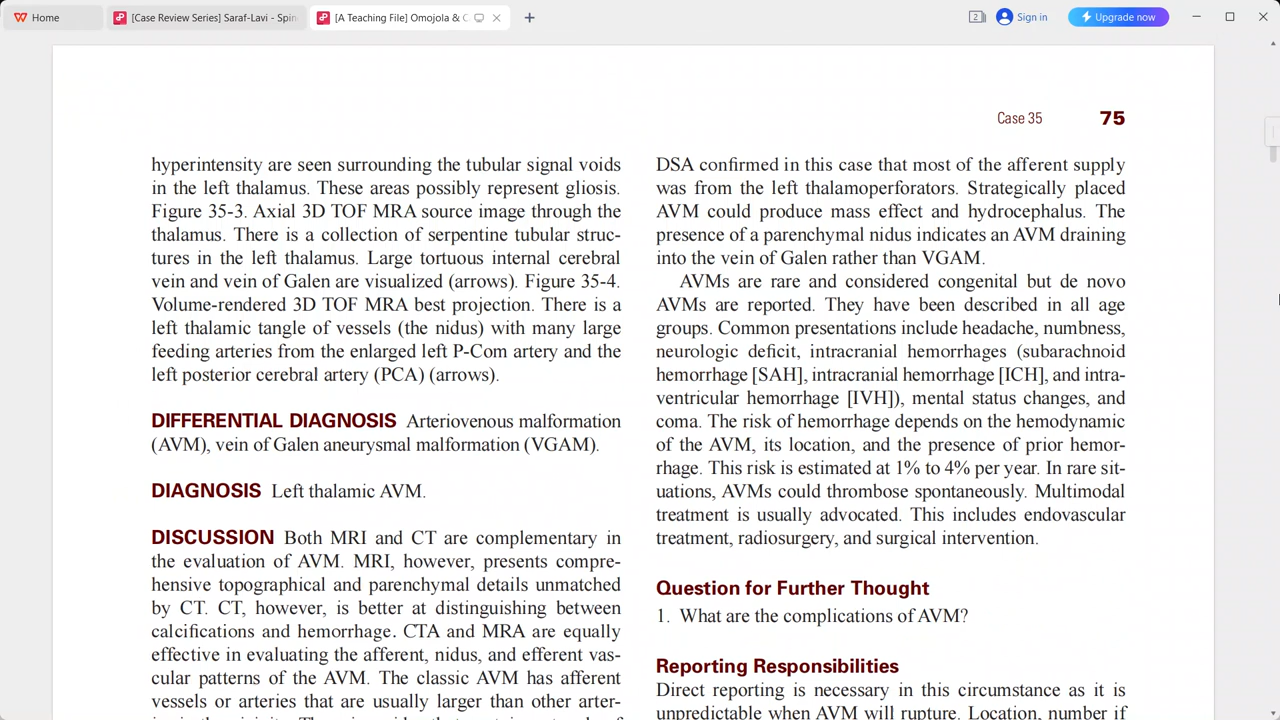 Home
[Case Review Series] Saraf-Lavi - Spin
[A Teaching File] Omojola & C
2
Sign in
Upgrade now
Case 35 75
hyperintensity are seen surrounding the tubular signal voids
in the left thalamus. These areas possibly represent gliosis.
Figure 35-3. Axial 3D TOF MRA source image through the
thalamus. There is a collection of serpentine tubular struc-
tures in the left thalamus. Large tortuous internal cerebral
vein and vein of Galen are visualized (arrows). Figure 35-4.
Volume-rendered 3D TOF MRA best projection. There is a
left thalamic tangle of vessels (the nidus) with many large
feeding arteries from the enlarged left P-Com artery and the
left posterior cerebral artery (PCA) (arrows).
DIFFERENTIAL DIAGNOSIS Arteriovenous malformation
(AVM), vein of Galen aneurysmal malformation (VGAM).
DIAGNOSIS Left thalamic AVM.
DISCUSSION Both MRI and CT are complementary in
the evaluation of AVM. MRI, however, presents compre-
hensive topographical and parenchymal details unmatched
by CT. CT, however, is better at distinguishing between
calcifications and hemorrhage. CTA and MRA are equally
effective in evaluating the afferent, nidus, and efferent vas-
cular patterns of the AVM. The classic AVM has afferent
vessels or arteries that are usually larger than other arter-
DSA confirmed in this case that most of the afferent supply
was from the left thalamoperforators. Strategically placed
AVM could produce mass effect and hydrocephalus. The
presence of a parenchymal nidus indicates an AVM draining
into the vein of Galen rather than VGAM.
AVMs are rare and considered congenital but de novo
AVMs are reported. They have been described in all age
groups. Common presentations include headache, numbness,
neurologic deficit, intracranial hemorrhages (subarachnoid
hemorrhage [SAH], intracranial hemorrhage [ICH], and intra-
ventricular hemorrhage [IVH]), mental status changes, and
coma. The risk of hemorrhage depends on the hemodynamic
of the AVM, its location, and the presence of prior hemor-
rhage. This risk is estimated at 1% to 4% per year. In rare sit-
uations, AVMs could thrombose spontaneously. Multimodal
treatment is usually advocated. This includes endovascular
treatment, radiosurgery, and surgical intervention.
Question for Further Thought
1. What are the complications of AVM?
Reporting Responsibilities
Direct reporting is necessary in this circumstance as it is
unpredictable when AVM will rupture. Location, number if